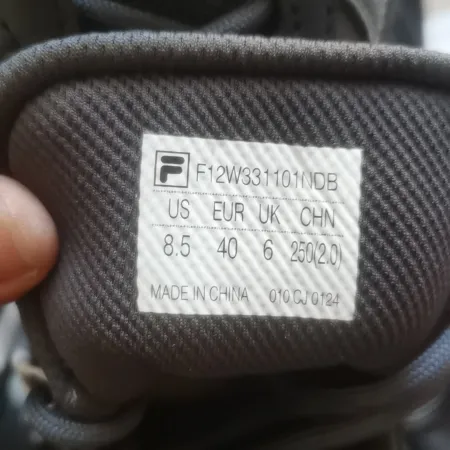 F F12W331101NDB
US EUR UK CHN
8.5 40 6 250(2.0)
MADE IN CHINA 010 CJ 0124